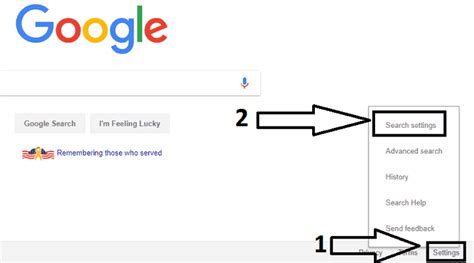 Google
Google Search
I'm Feeling Lucky
Remembering those who served
2
Search settings
Advanced search
History
Search Help
Send feedback
1
Privacy
Terms
Settings